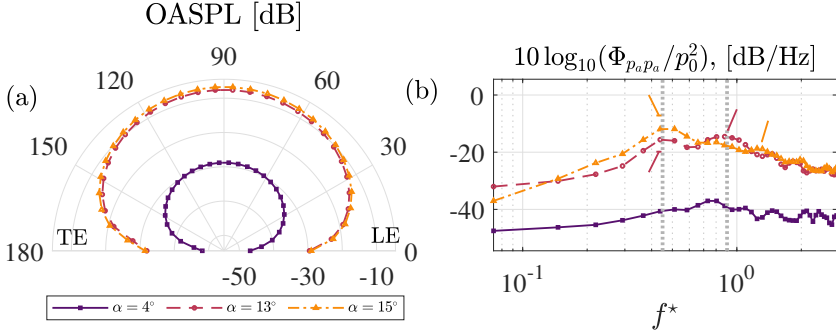 OASPL [dB]
(a)
90
120
60
150
30
180
TE
LE
0
-50
-30
-10
α = 4°
α = 13°
α = 15°
10 log₁₀(Φₚₐₚₐ/p₀²), [dB/Hz]
(b)
0
-20
-40
10⁻¹
10⁰
f⋆